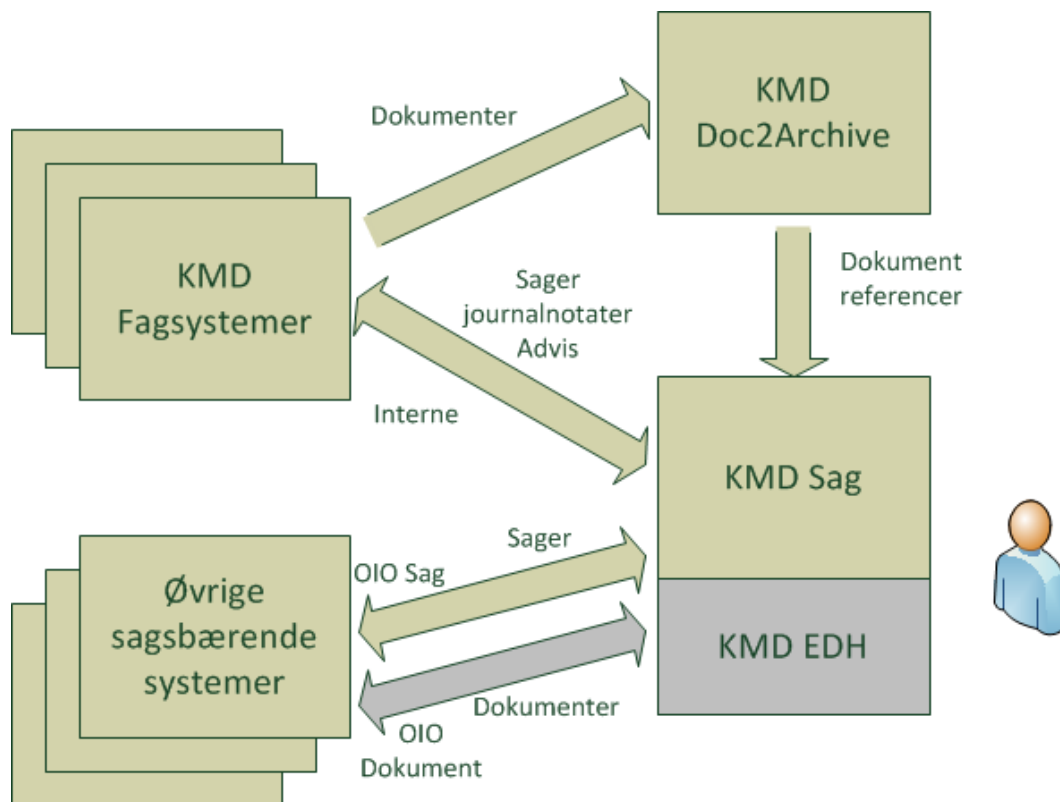 KMD
Doc2Archive
Dokumenter
KMD
Fagsystemer
Sager
journalnotater
Advis
Dokument
referencer
Interne
KMD Sag
Sager
OIO Sag
Øvrige
sagsbærende
systemer
KMD EDH
Dokumenter
OIO
Dokument